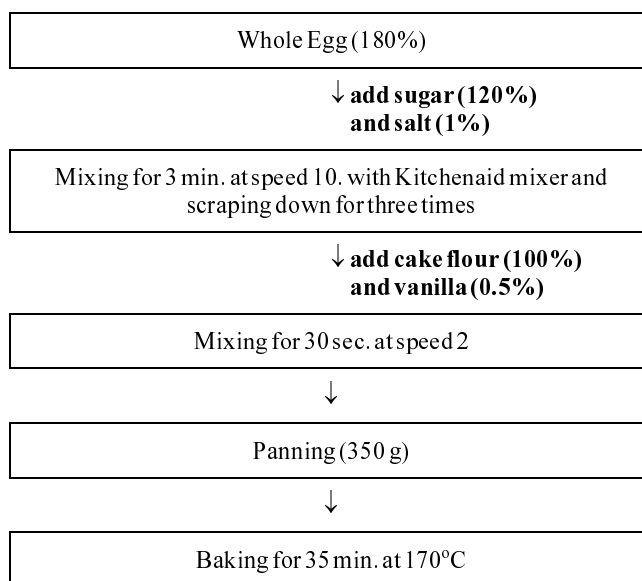 Whole Egg (180%)
↓ add sugar (120%)
and salt (1%)
Mixing for 3 min. at speed 10. with Kitchenaid mixer and
scraping down for three times
↓ add cake flour (100%)
and vanilla (0.5%)
Mixing for 30 sec. at speed 2
↓
Panning (350 g)
↓
Baking for 35 min. at 170°C